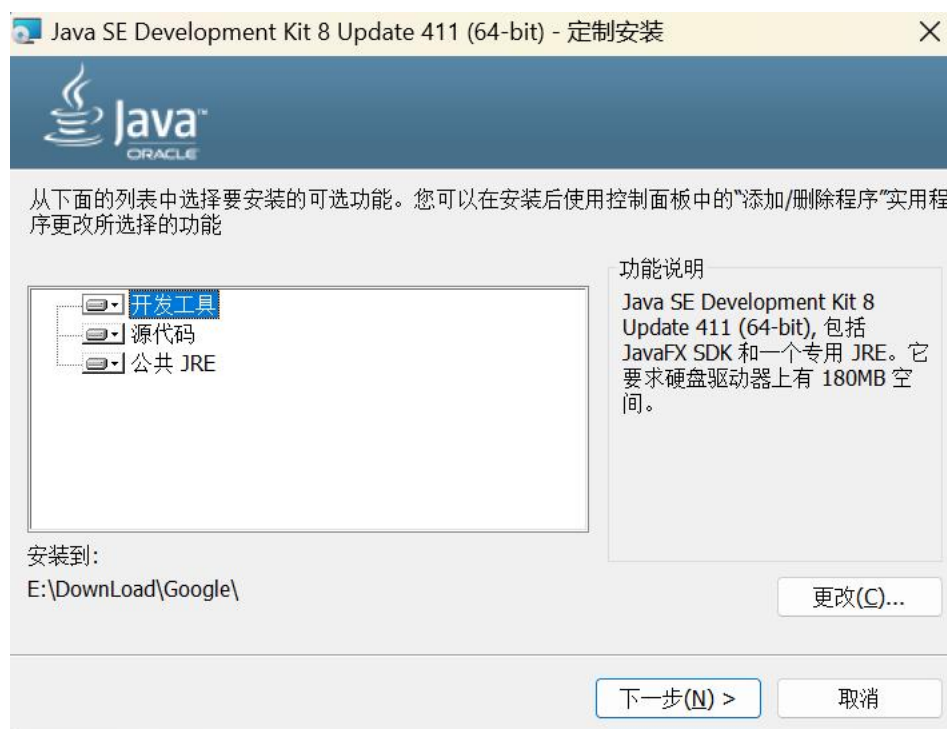 Java SE Development Kit 8 Update 411 (64-bit) - 定制安装
Java™
ORACLE
从下面的列表中选择要安装的可选功能。您可以在安装后使用控制面板中的"添加/删除程序"实用程
序更改所选择的功能
开发工具
源代码
公共 JRE
功能说明
Java SE Development Kit 8
Update 411 (64-bit), 包括
JavaFX SDK 和一个专用 JRE。它
要求硬盘驱动器上有 180MB 空
间。
安装到:
E:\DownLoad\Google\
更改(C)...
下一步(N) >
取消